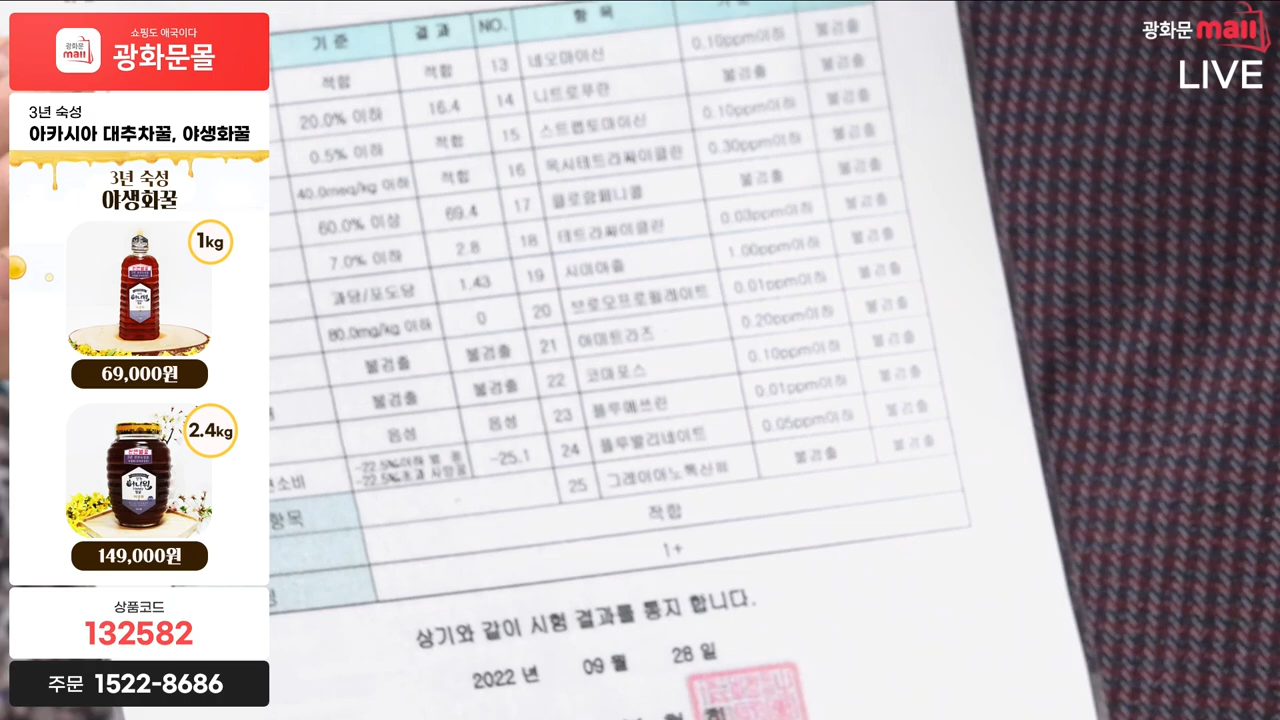 쇼핑도 애국이다
광화문
mall
광화문몰
3년 숙성
아카시아 대추차꿀, 야생화꿀
3년 숙성
야생화꿀
1kg
69,000원
2.4kg
149,000원
상품코드
132582
주문 1522-8686
광화문 mall
LIVE
기 준 결 과 NO. 항 목
적합 적합 13 네오마이신 0.10ppm이하 불검출
20.0% 이하 16.4 14 니트로푸란 불검출 불검출
0.5% 이하 적합 15 스트렙토마이신 0.10ppm이하 불검출
40.0meq/kg 이하 적합 16 옥시테트라싸이클린 0.30ppm이하 불검출
60.0% 이상 69.4 17 클로람페니콜 불검출 불검출
7.0% 이하 2.8 18 테트라싸이클린 0.03ppm이하 불검출
과당/포도당 1.43 19 시미아졸 1.00ppm이하 불검출
80.0mg/kg 이하 0 20 브로모프로필레이트 0.01ppm이하 불검출
불검출 불검출 21 아미트라즈 0.20ppm이하 불검출
불검출 불검출 22 코마포스 0.10ppm이하 불검출
음성 음성 23 플루메쓰린 0.01ppm이하 불검출
-22.5%이하 벌 꿀
-22.5%초과 사양꿀
-25.1 24 플루발리네이트 0.05ppm이하 불검출
25 그레이아노톡신III 불검출 불검출
소비
항목 적합
1+
상기와 같이 시험 결과를 통지 합니다.
2022 년 09 월 28 일